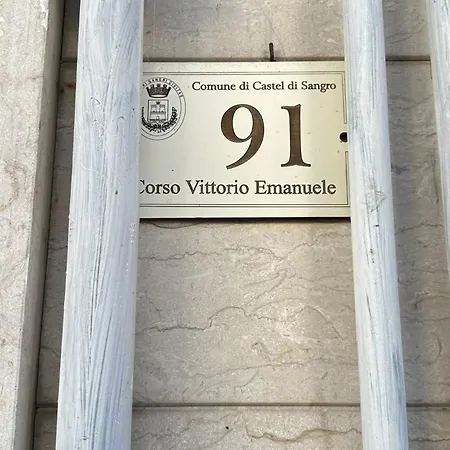 Comune di Castel di Sangro
91
Corso Vittorio Emanuele